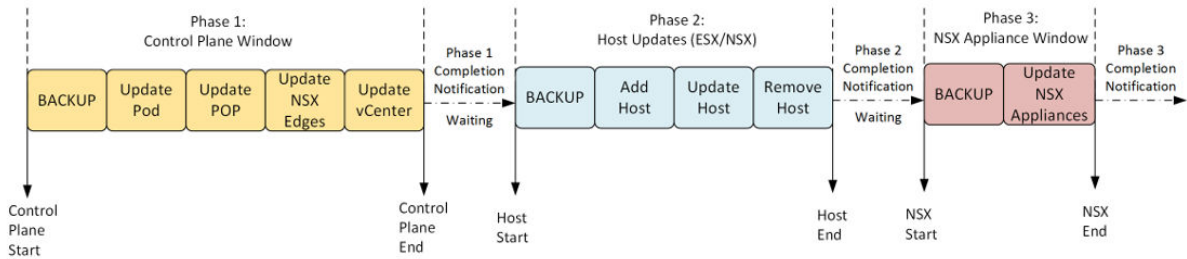 Phase 1:
Control Plane Window
BACKUP
Update
Pod
Update
POP
Update
NSX
Edges
Update
vCenter
Control
Plane
Start
Control
Plane
End
Phase 1
Completion
Notification
Waiting
Phase 2:
Host Updates (ESX/NSX)
BACKUP
Add
Host
Update
Host
Remove
Host
Host
Start
Host
End
Phase 2
Completion
Notification
Waiting
Phase 3:
NSX Appliance Window
BACKUP
Update
NSX
Appliances
NSX
Start
NSX
End
Phase 3
Completion
Notification